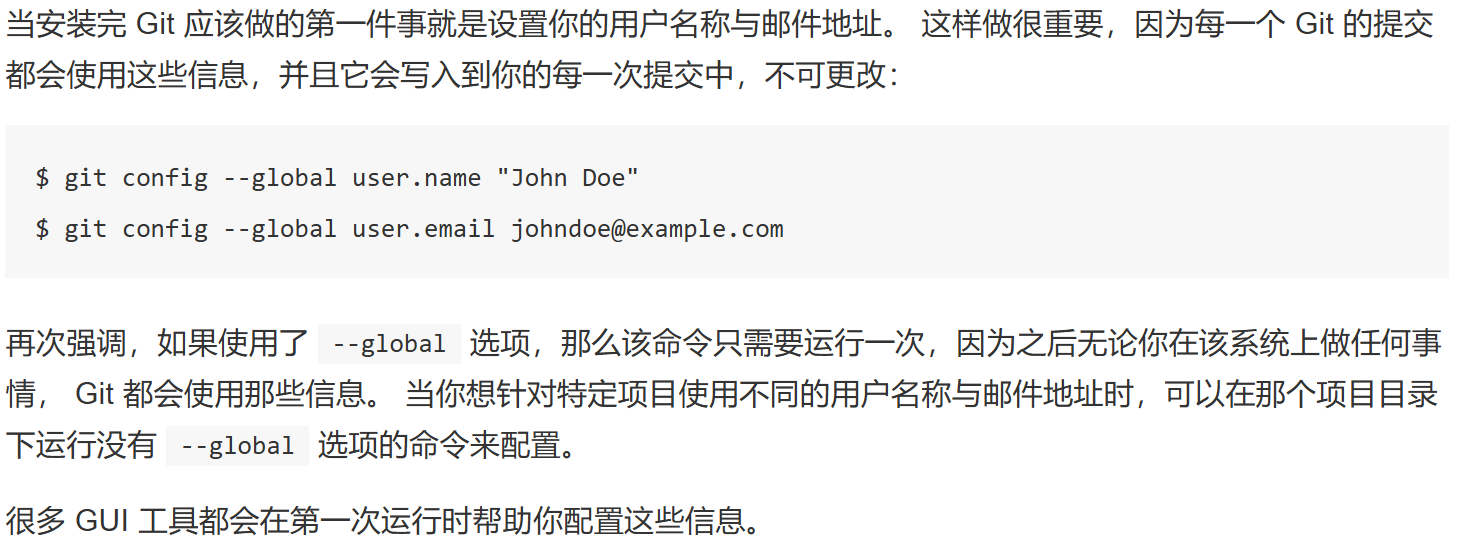 当安装完 Git 应该做的第一件事就是设置你的用户名称与邮件地址。 这样做很重要，因为每一个 Git 的提交
都会使用这些信息，并且它会写入到你的每一次提交中，不可更改：
$ git config --global user.name "John Doe"
$ git config --global user.email johndoe@example.com
再次强调，如果使用了 --global 选项，那么该命令只需要运行一次，因为之后无论你在该系统上做任何事
情， Git 都会使用那些信息。 当你想针对特定项目使用不同的用户名称与邮件地址时，可以在那个项目目录
下运行没有 --global 选项的命令来配置。
很多 GUI 工具都会在第一次运行时帮助你配置这些信息。